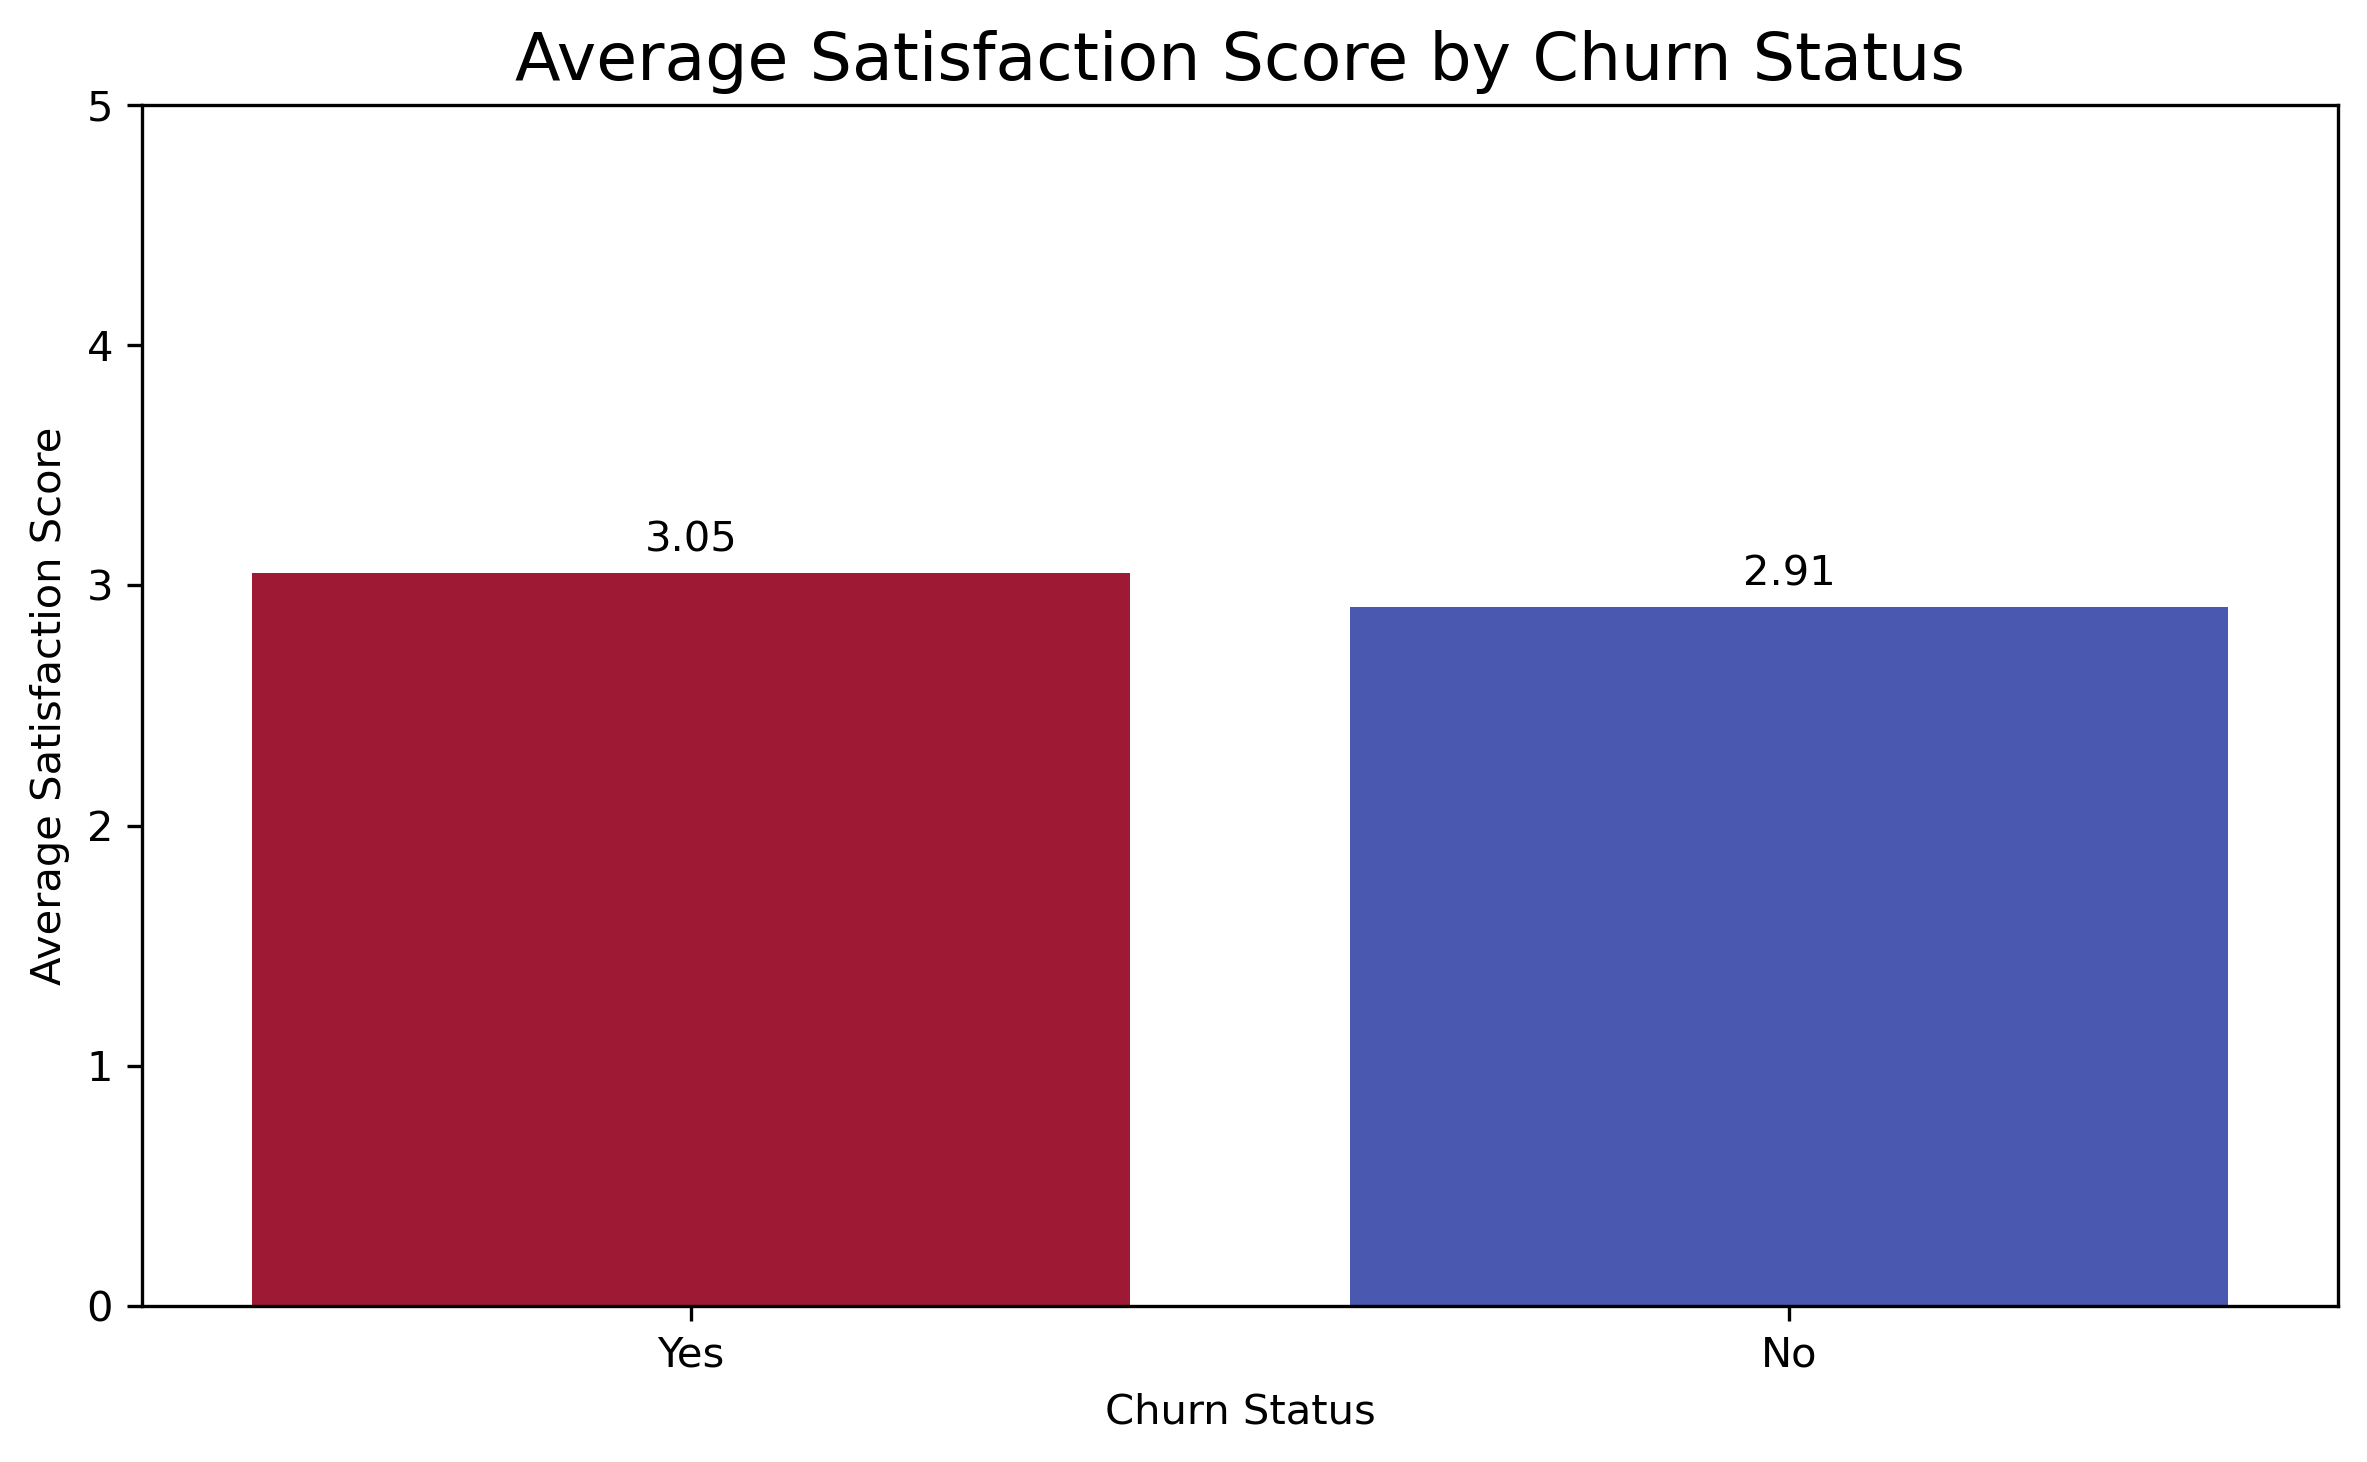 Average Satisfaction Score by Churn Status
Average Satisfaction Score
5
4
3
2
1
0
3.05
2.91
Yes
No
Churn Status